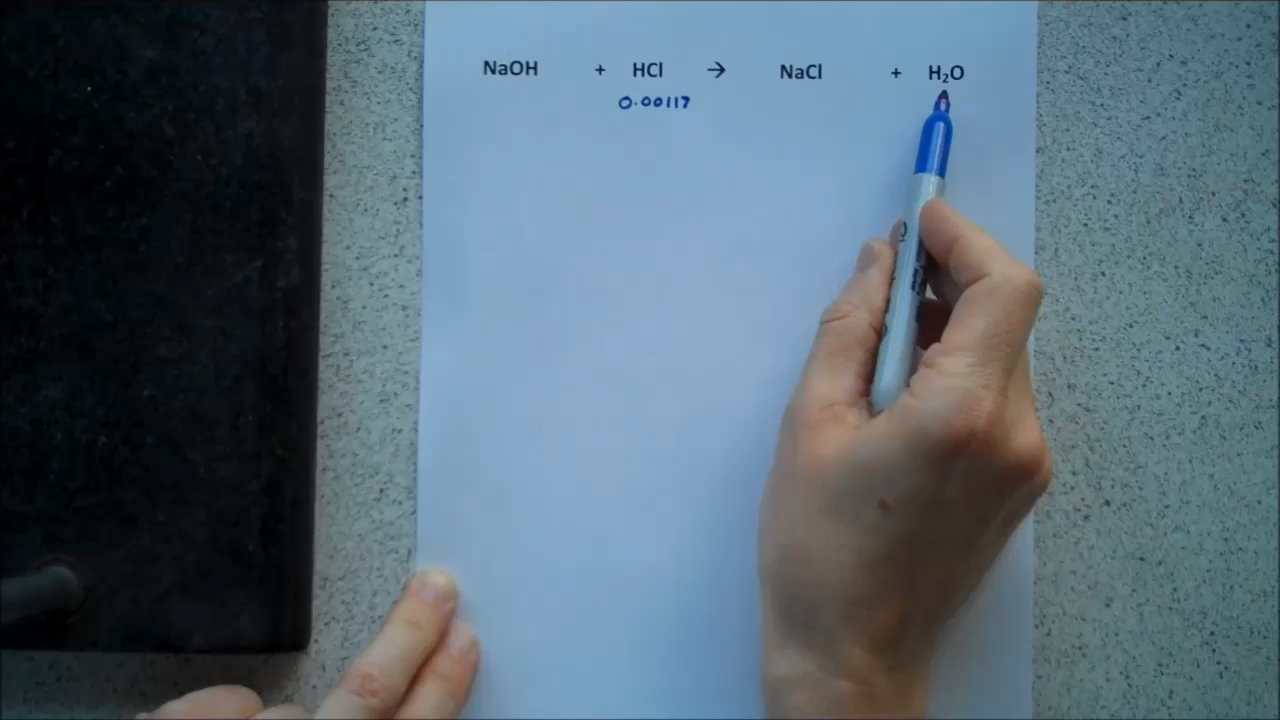 NaOH + HCl → NaCl + H₂O
0.00117